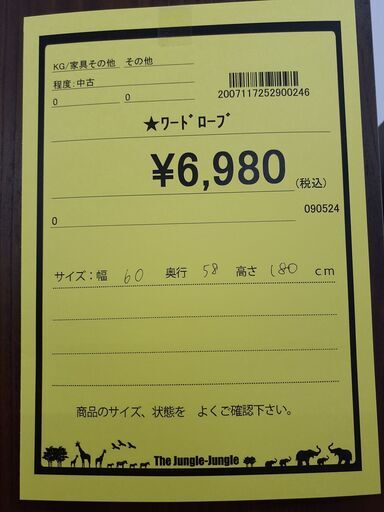 KG/家具その他 その他
程度:中古
0 0
2007117252900246
★ﾜｰﾄﾞﾛｰﾌﾞ
¥6,980(税込)
0 090524
サイズ:幅 60 奥行 58 高さ 180 cm
商品のサイズ、状態を よくご確認下さい。
The Jungle-Jungle